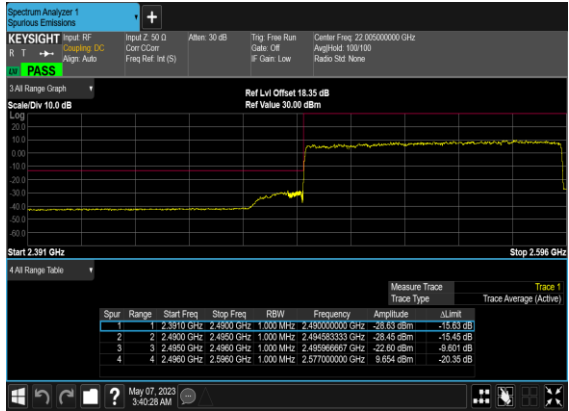 Spectrum Analyzer 1
Spurious Emissions
KEYSIGHT Input: RF Input Z: 50 Ω Atten: 30 dB Trig: Free Run Center Freq: 22.005000000 GHz
R T Coupling: DC Corr CCorr Gate: Off Avg|Hold: 100/100
Align: Auto Freq Ref: Int (S) IF Gain: Low Radio Std: None
PASS
3 All Range Graph
Ref Lvl Offset 18.35 dB
Scale/Div 10.0 dB Ref Value 30.00 dBm
Log
20.0
10.0
0.00
-10.0
-20.0
-30.0
-40.0
-50.0
-60.0
Start 2.391 GHz Stop 2.596 GHz
4 All Range Table
Measure Trace Trace 1
Trace Type Trace Average (Active)
Spur Range Start Freq Stop Freq RBW Frequency Amplitude ΔLimit
1 1 2.3910 GHz 2.4900 GHz 1.000 MHz 2.490000000 GHz -28.63 dBm -15.63 dB
2 2 2.4900 GHz 2.4950 GHz 1.000 MHz 2.494583333 GHz -28.45 dBm -15.45 dB
3 3 2.4950 GHz 2.4960 GHz 1.000 MHz 2.495966667 GHz -22.60 dBm -9.601 dB
4 4 2.4960 GHz 2.5960 GHz 1.000 MHz 2.577000000 GHz 9.654 dBm -20.35 dB
May 07, 2023
3:40:28 AM